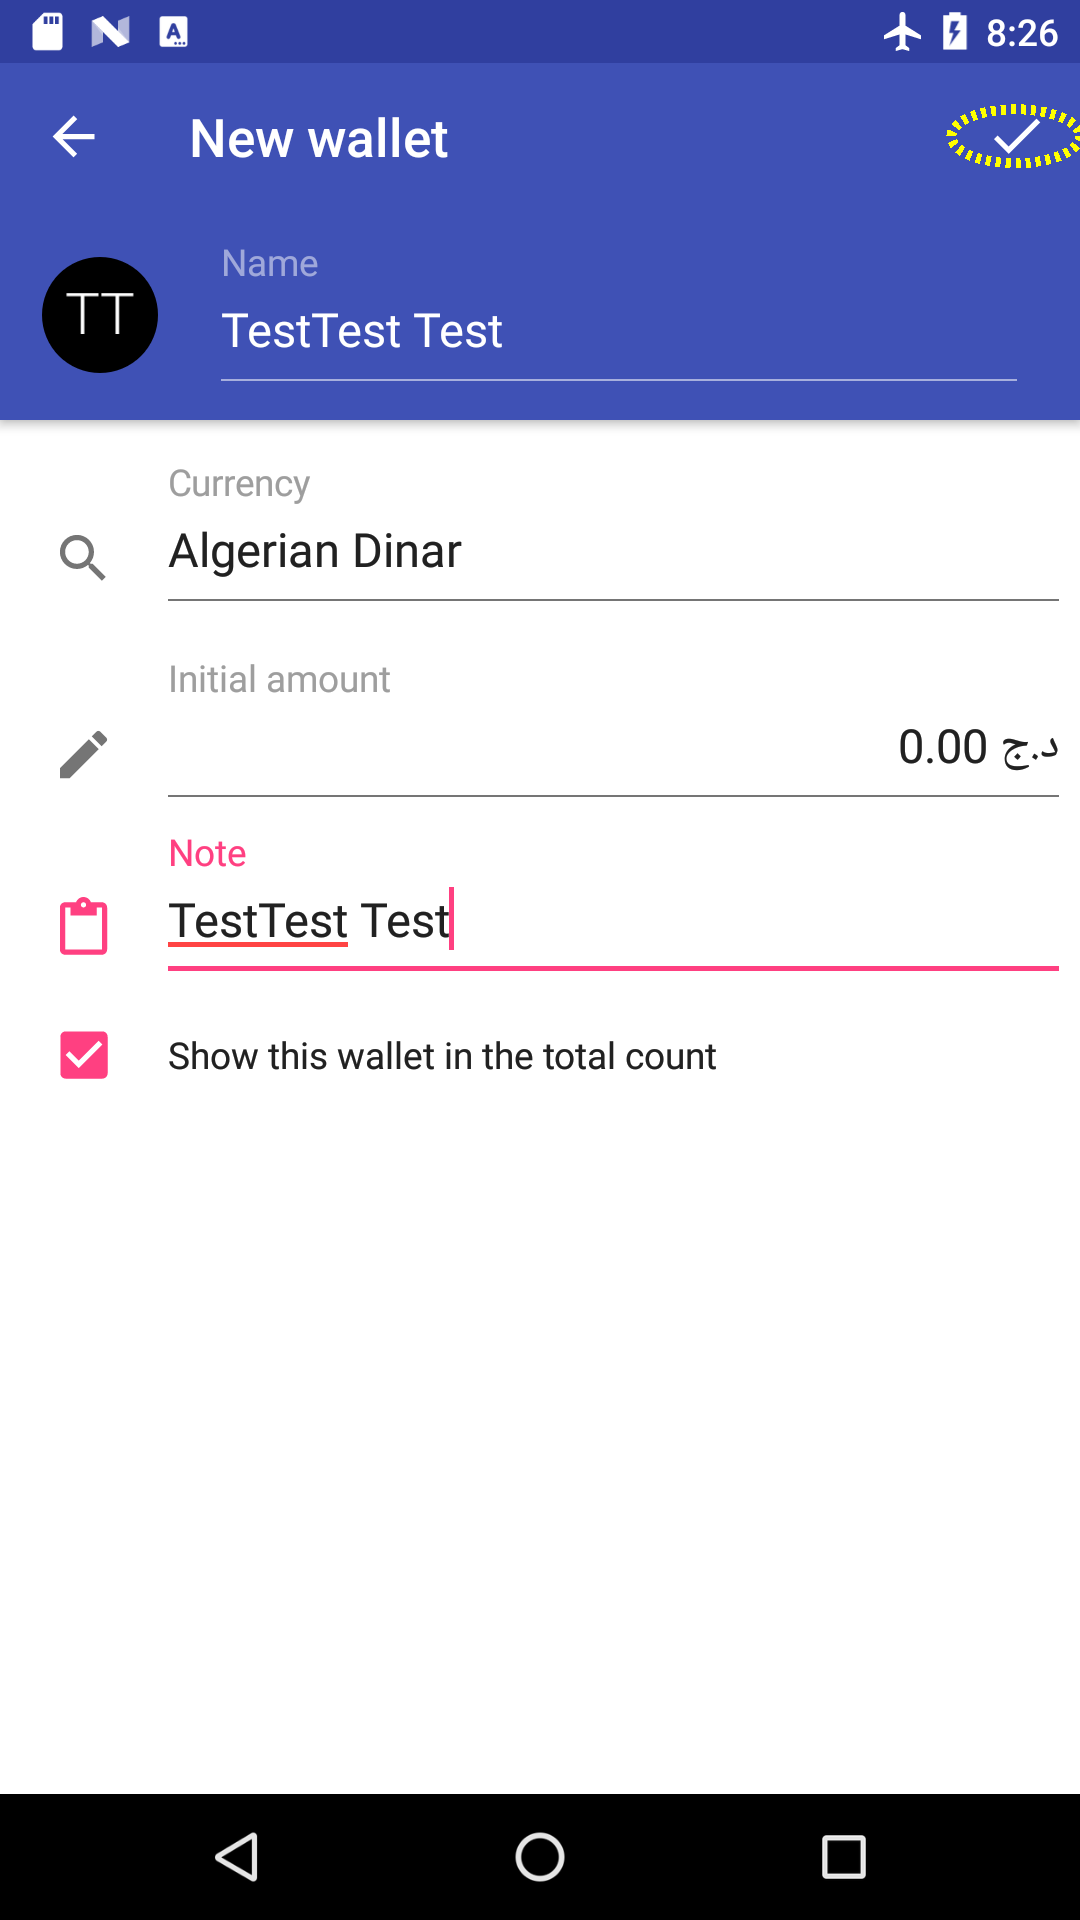 8:26
New wallet
TT
Name
TestTest Test
Currency
Algerian Dinar
Initial amount
0.00 د.ج
Note
TestTest Test
Show this wallet in the total count